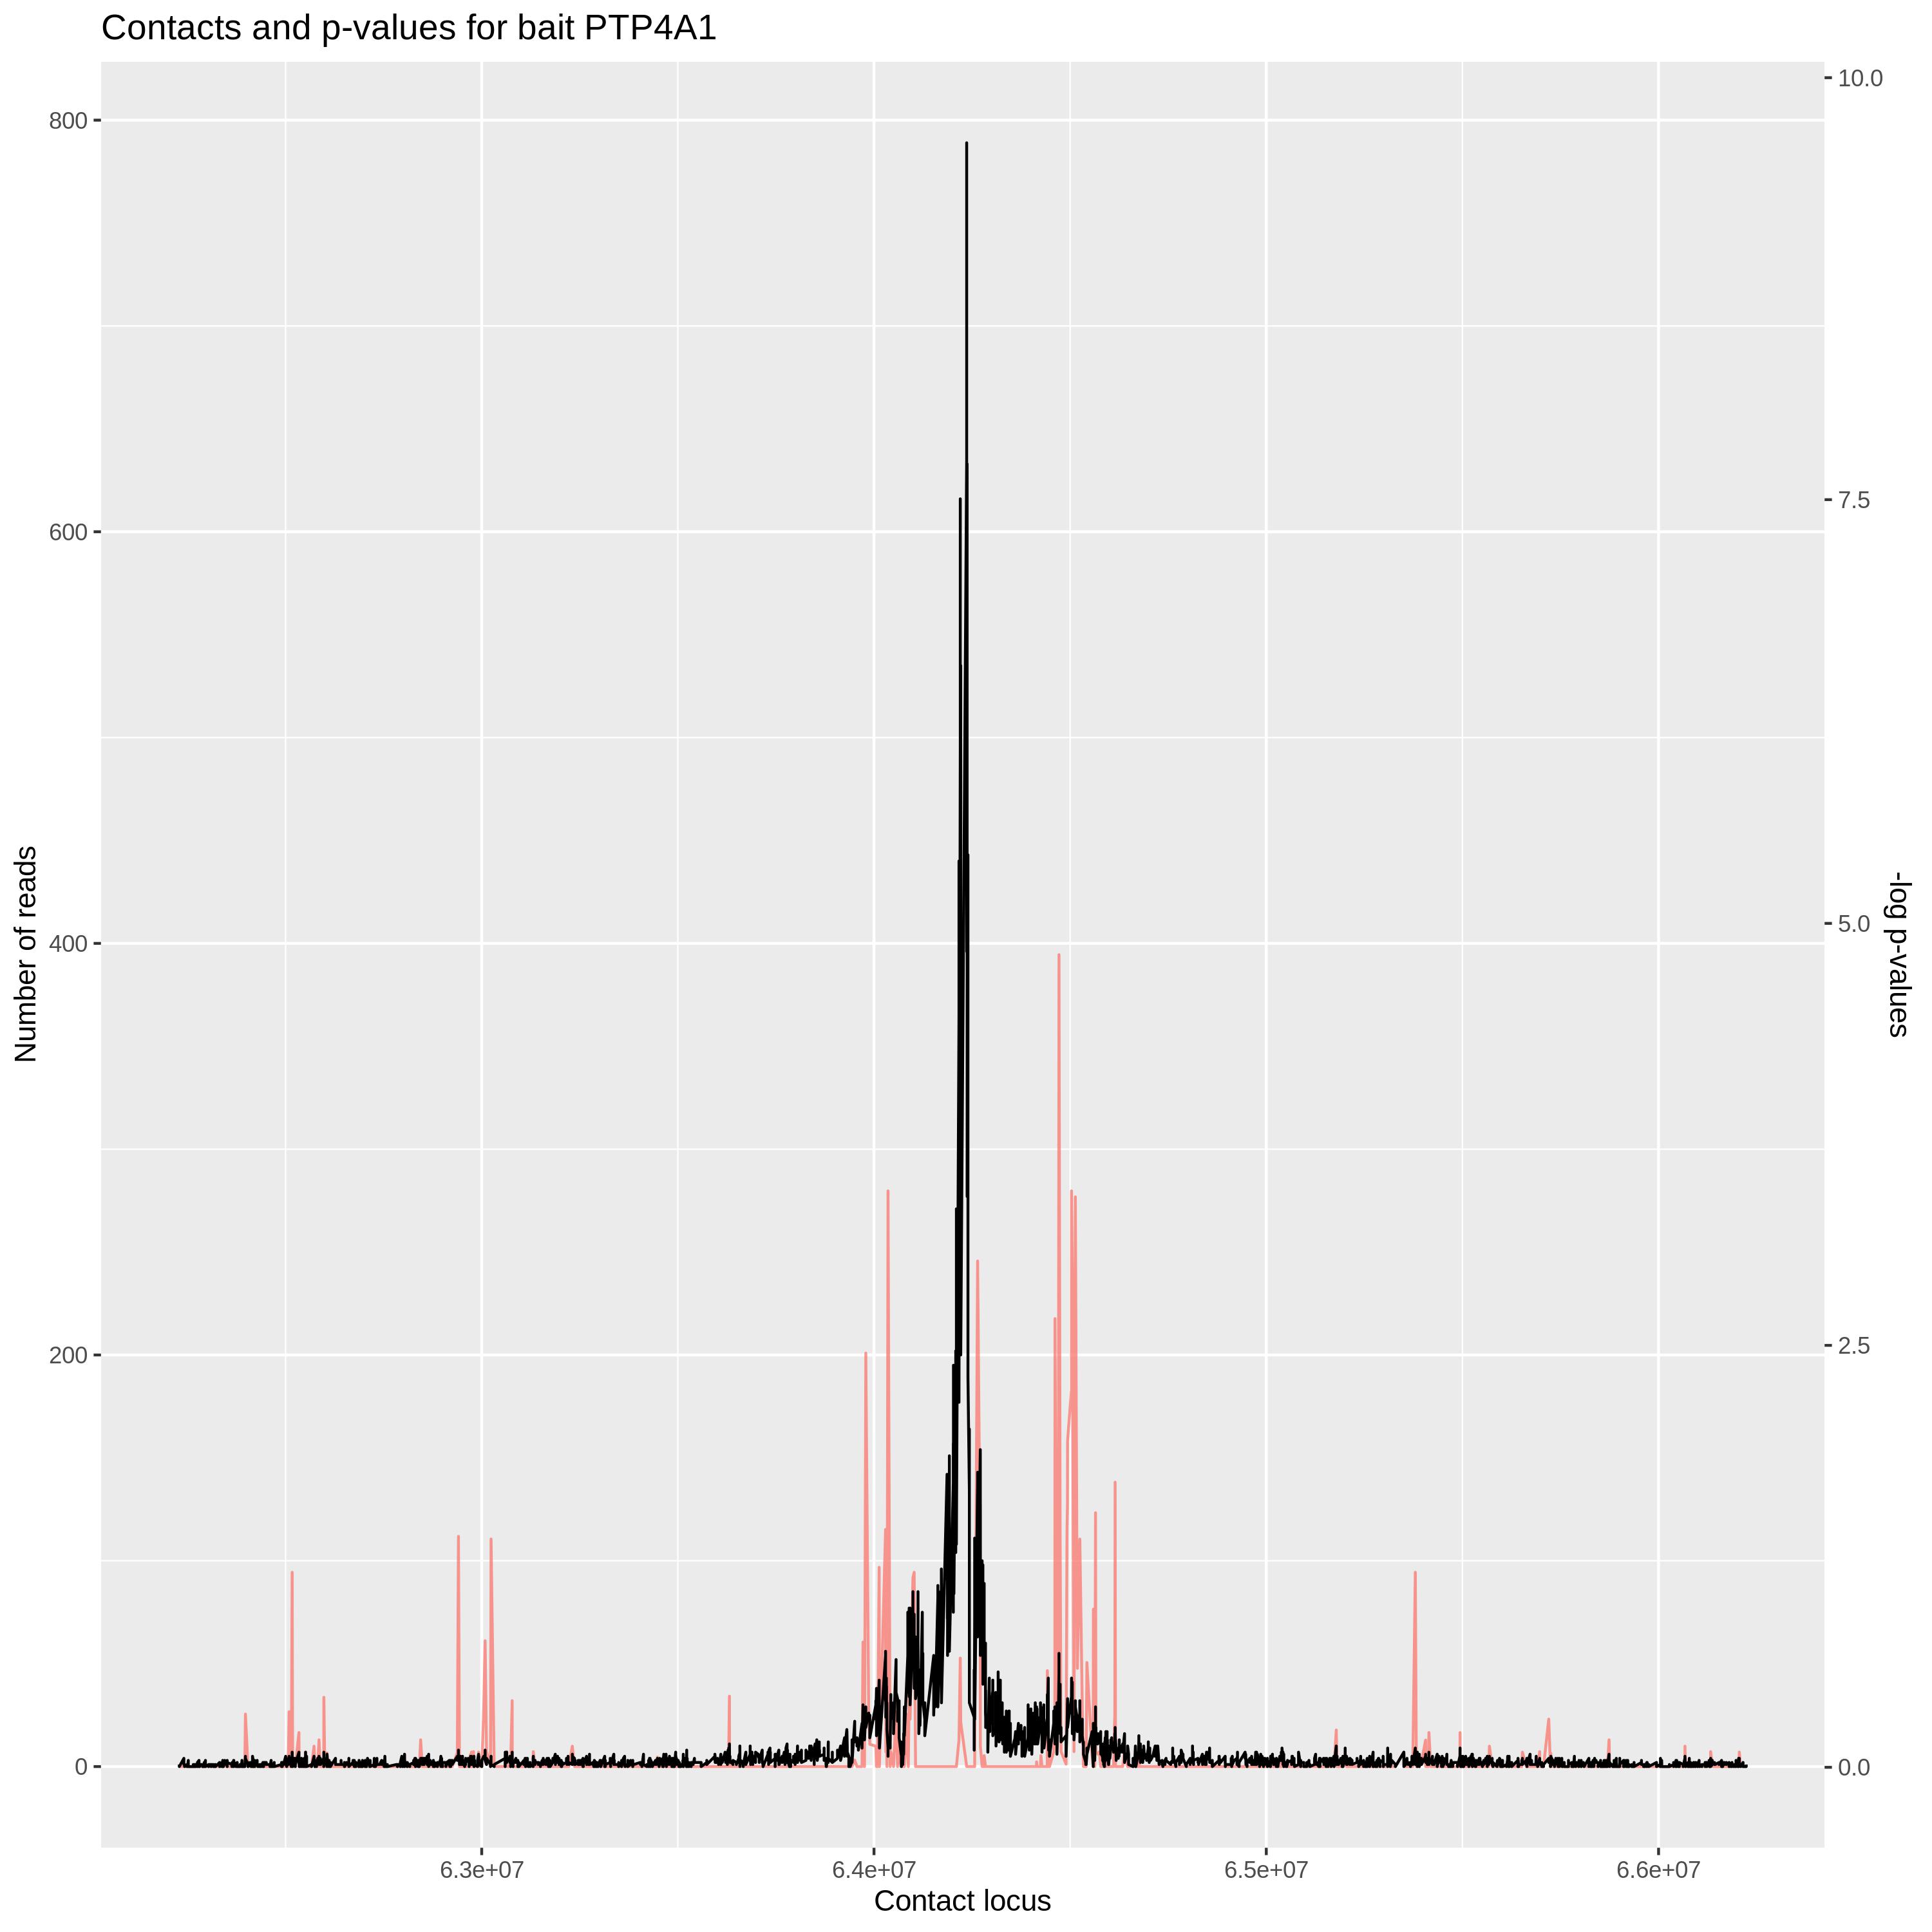 Contacts and p-values for bait PTP4A1
Number of reads
800
600
400
200
0
10.0
7.5
5.0
2.5
0.0
-log p-values
6.3e+07
6.4e+07
6.5e+07
6.6e+07
Contact locus